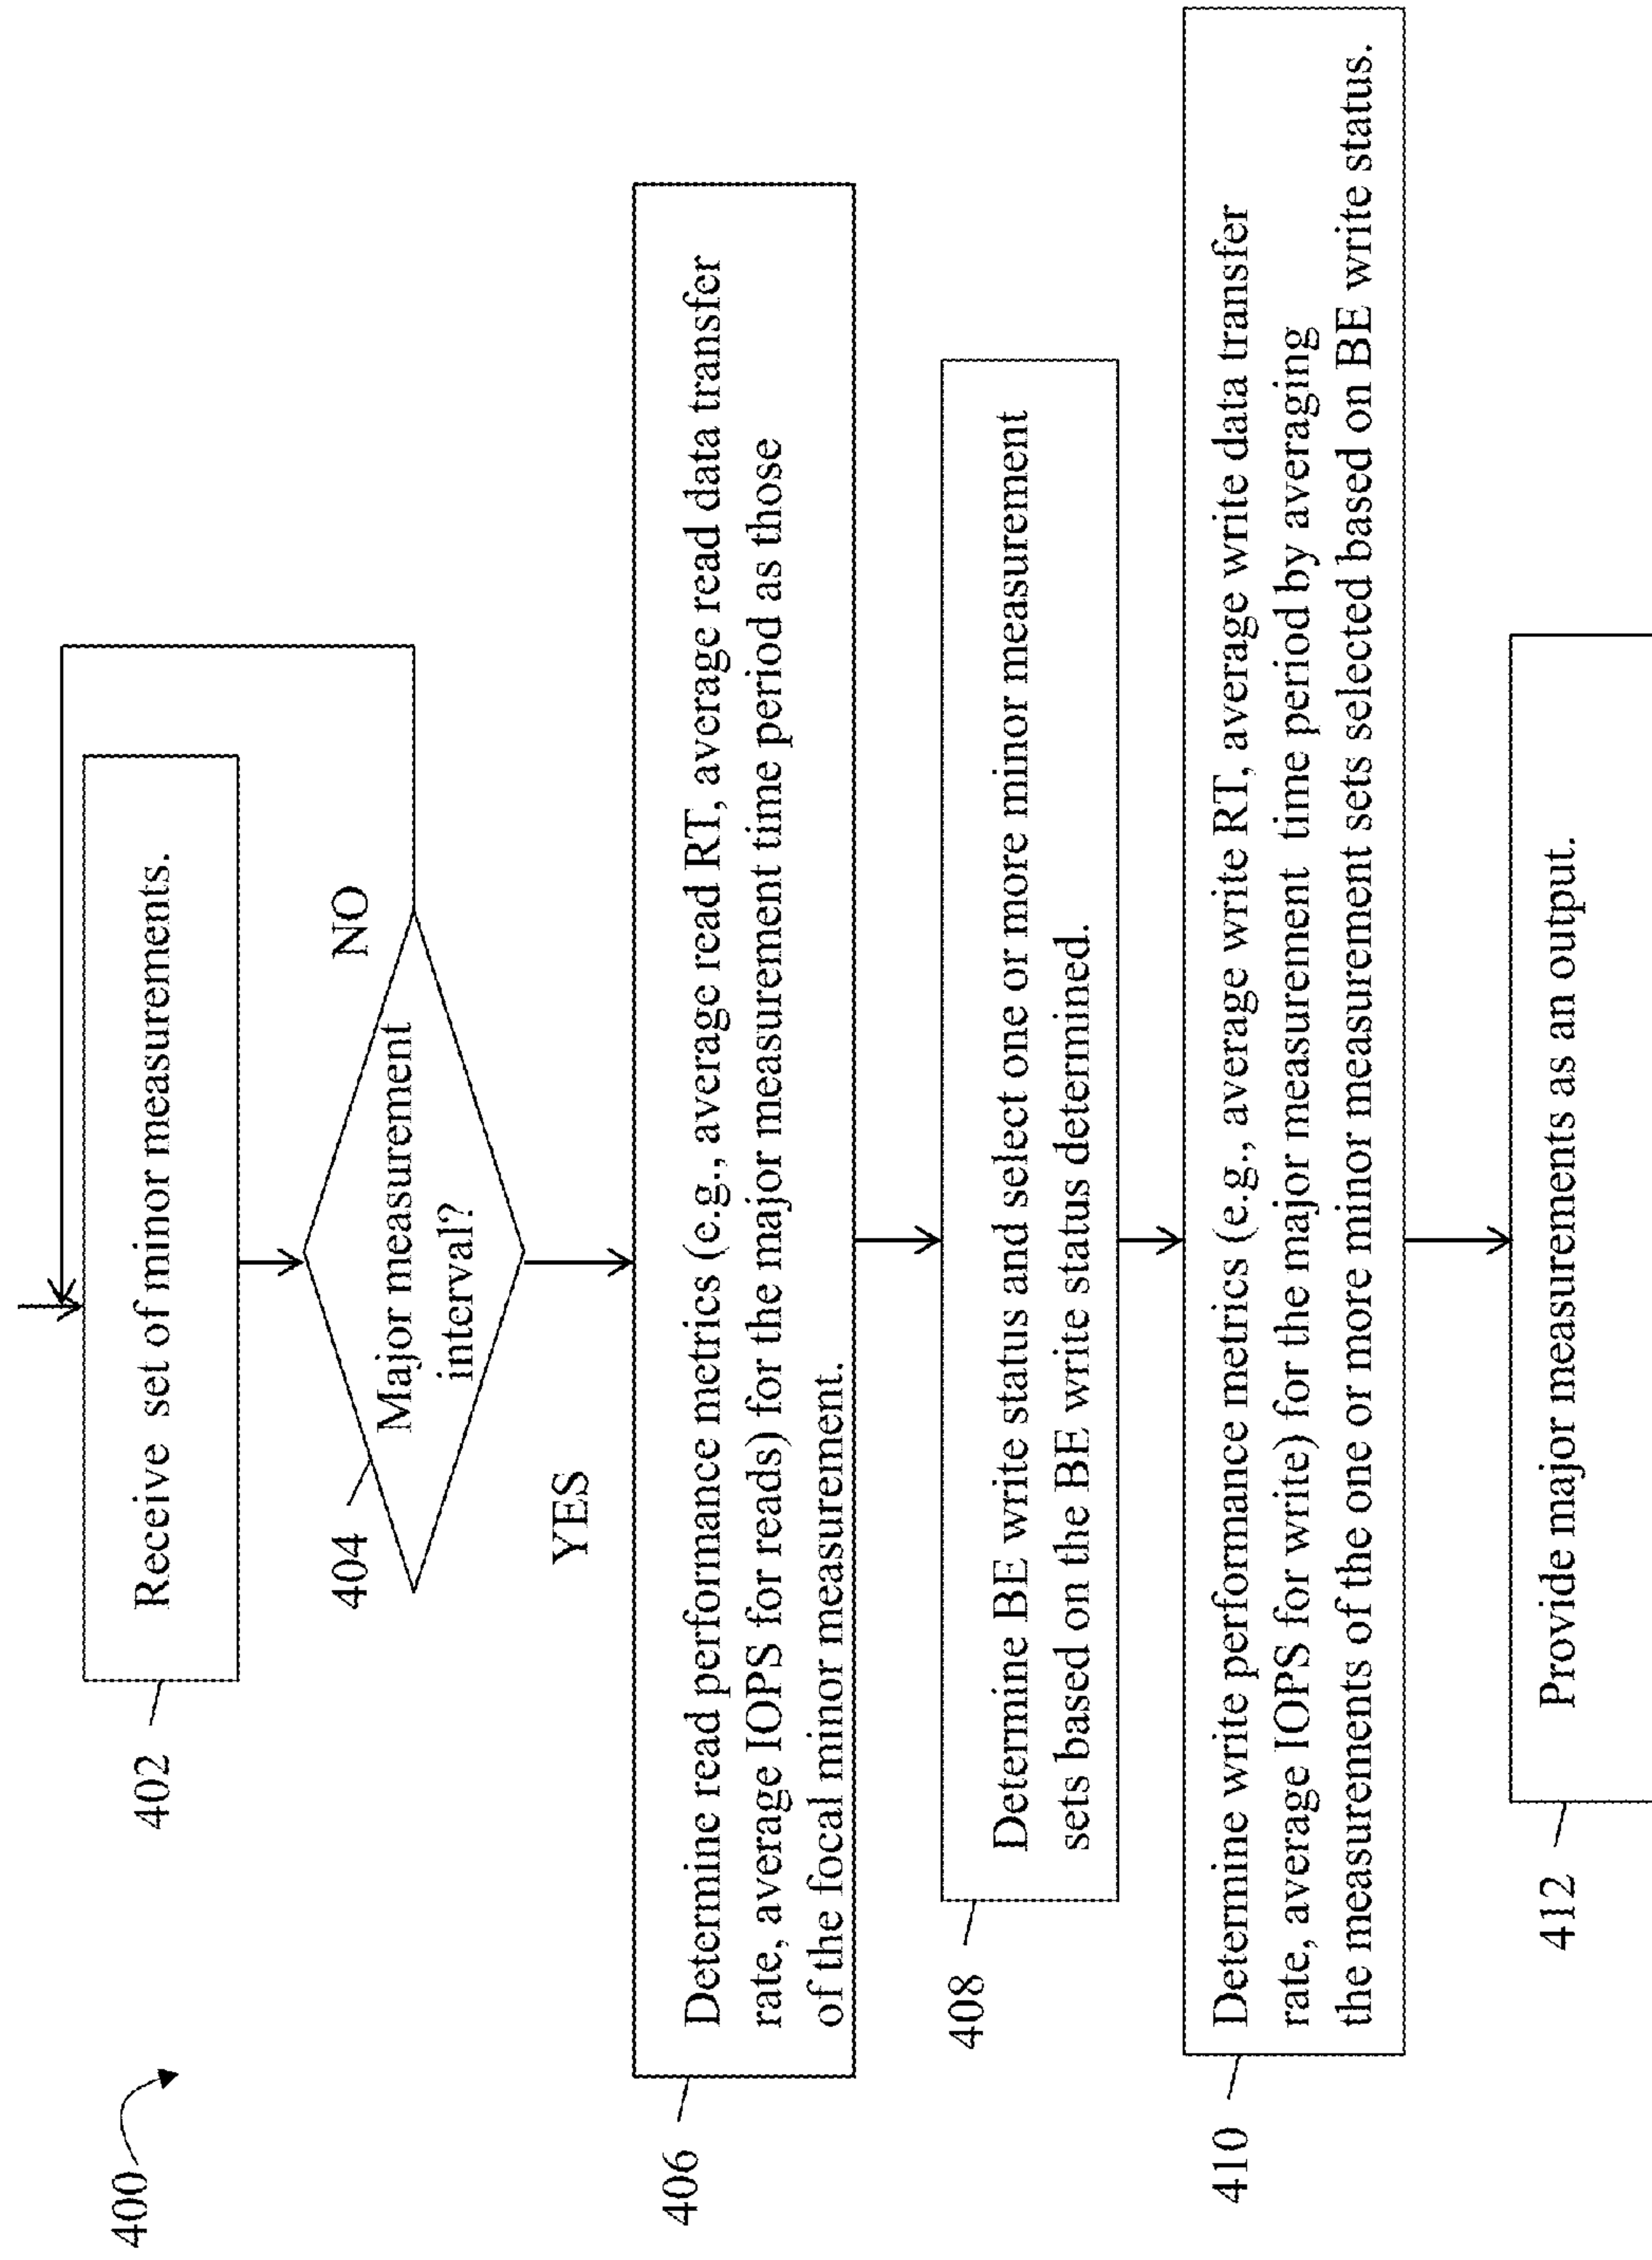 400
402
Receive set of minor measurements.
404
Major measurement
interval?
NO
YES
406
Determine read performance metrics (e.g., average read RT, average read data transfer
rate, average IOPS for reads) for the major measurement time period as those
of the focal minor measurement.
408
Determine BE write status and select one or more minor measurement
sets based on the BE write status determined.
410
Determine write performance metrics (e.g., average write RT, average write data transfer
rate, average IOPS for write) for the major measurement time period by averaging
the measurements of the one or more minor measurement sets selected based on BE write status.
412
Provide major measurements as an output.